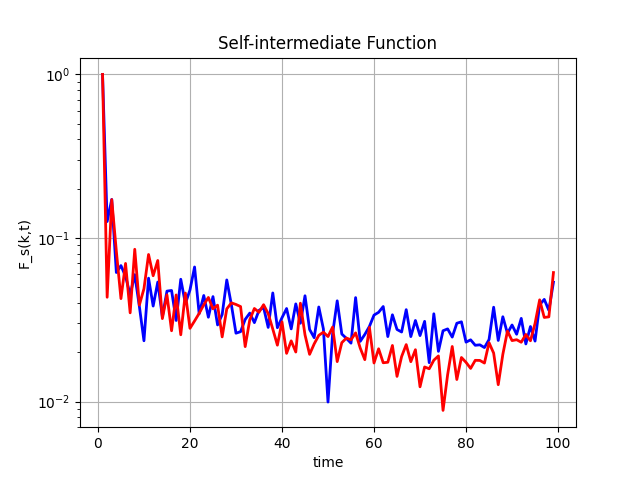 Self-intermediate Function
10⁰
10⁻¹
10⁻²
F_s(k,t)
0 20 40 60 80 100
time